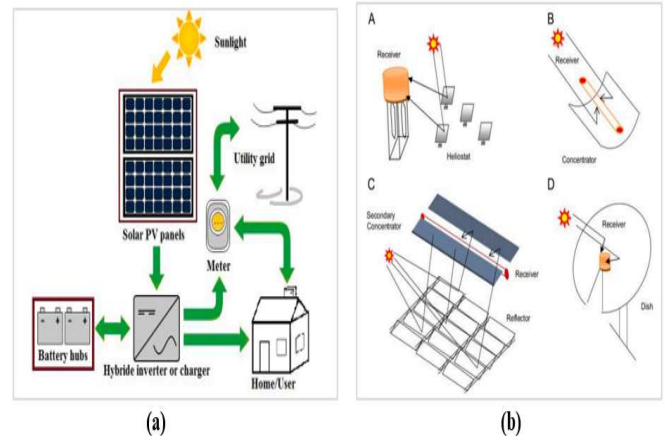 Sunlight
Utility grid
Solar PV panels
Meter
Battery hubs
Hybride inverter or charger
Home/User
(a)
A
Receiver
Heliostat
B
Receiver
Concentrator
C
Secondary
Concentrator
Receiver
Reflector
D
Receiver
Dish
(b)